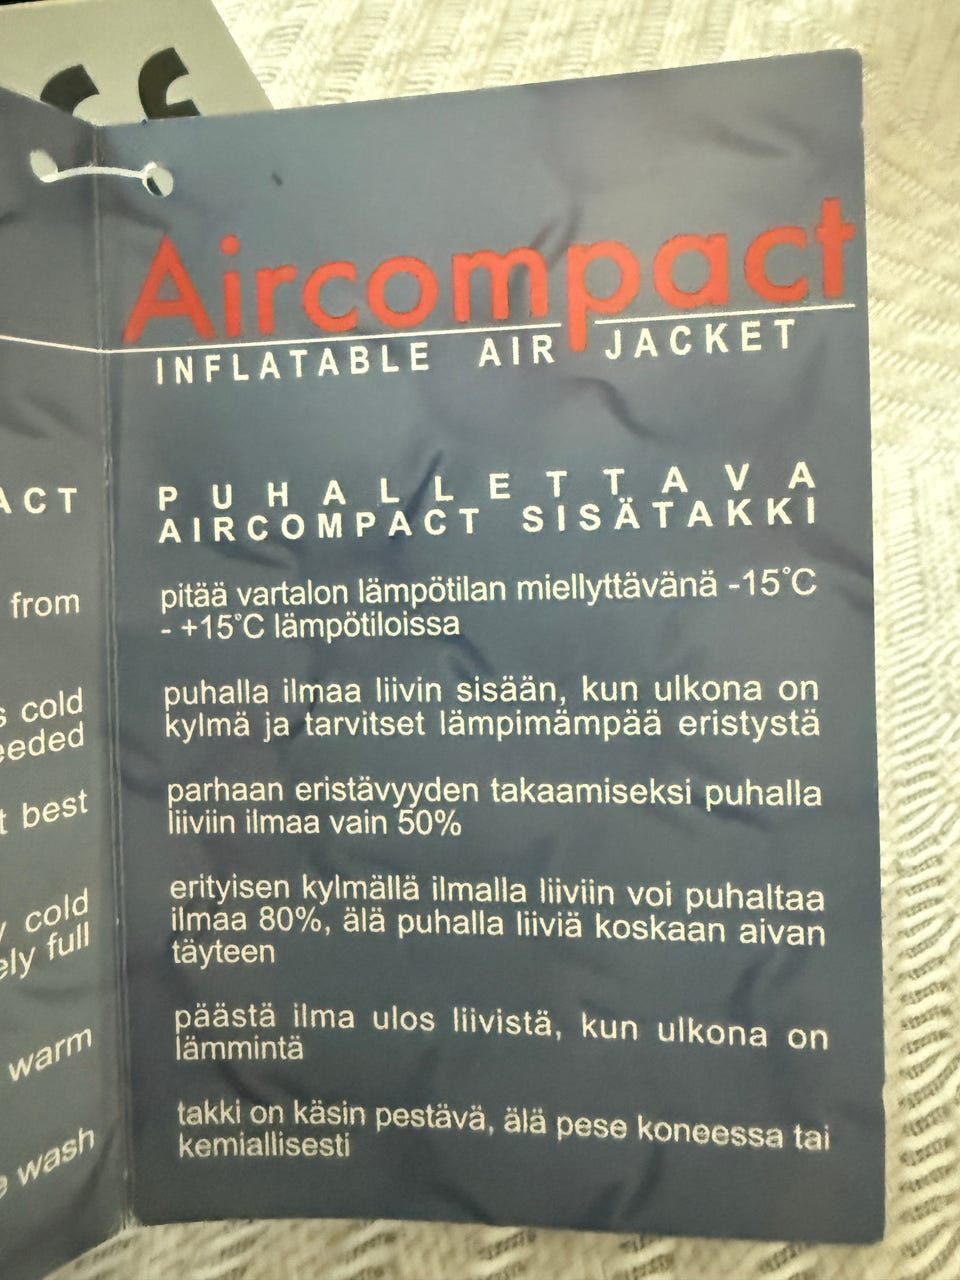 ACT
from
cold
eeded
t best
cold
ely full
warm
wash
Aircompact
INFLATABLE AIR JACKET
PUHALLETTAVA
AIRCOMPACT SISÄTAKKI
pitää vartalon lämpötilan miellyttävänä -15°C
- +15°C lämpötiloissa
puhalla ilmaa liivin sisään, kun ulkona on
kylmä ja tarvitset lämpimämpää eristystä
parhaan eristävyyden takaamiseksi puhalla
liiviin ilmaa vain 50%
erityisen kylmällä ilmalla liiviin voi puhaltaa
ilmaa 80%, älä puhalla liiviä koskaan aivan
täyteen
päästä ilma ulos liivistä, kun ulkona on
lämmintä
takki on käsin pestävä, älä pese koneessa tai
kemiallisesti